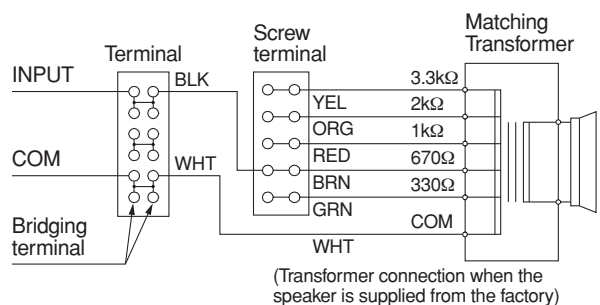 Matching
Transformer
Screw
terminal
Terminal
INPUT
BLK
3.3kΩ
YEL
2kΩ
ORG
1kΩ
COM
WHT
RED
670Ω
BRN
330Ω
GRN
COM
Bridging
terminal
WHT
(Transformer connection when the
speaker is supplied from the factory)